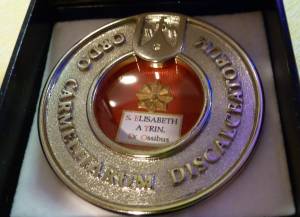 ORDO CARMELITARUM DISCALCEATORUM
S. ELISABETH
A TRIN.
Ex Ossibus